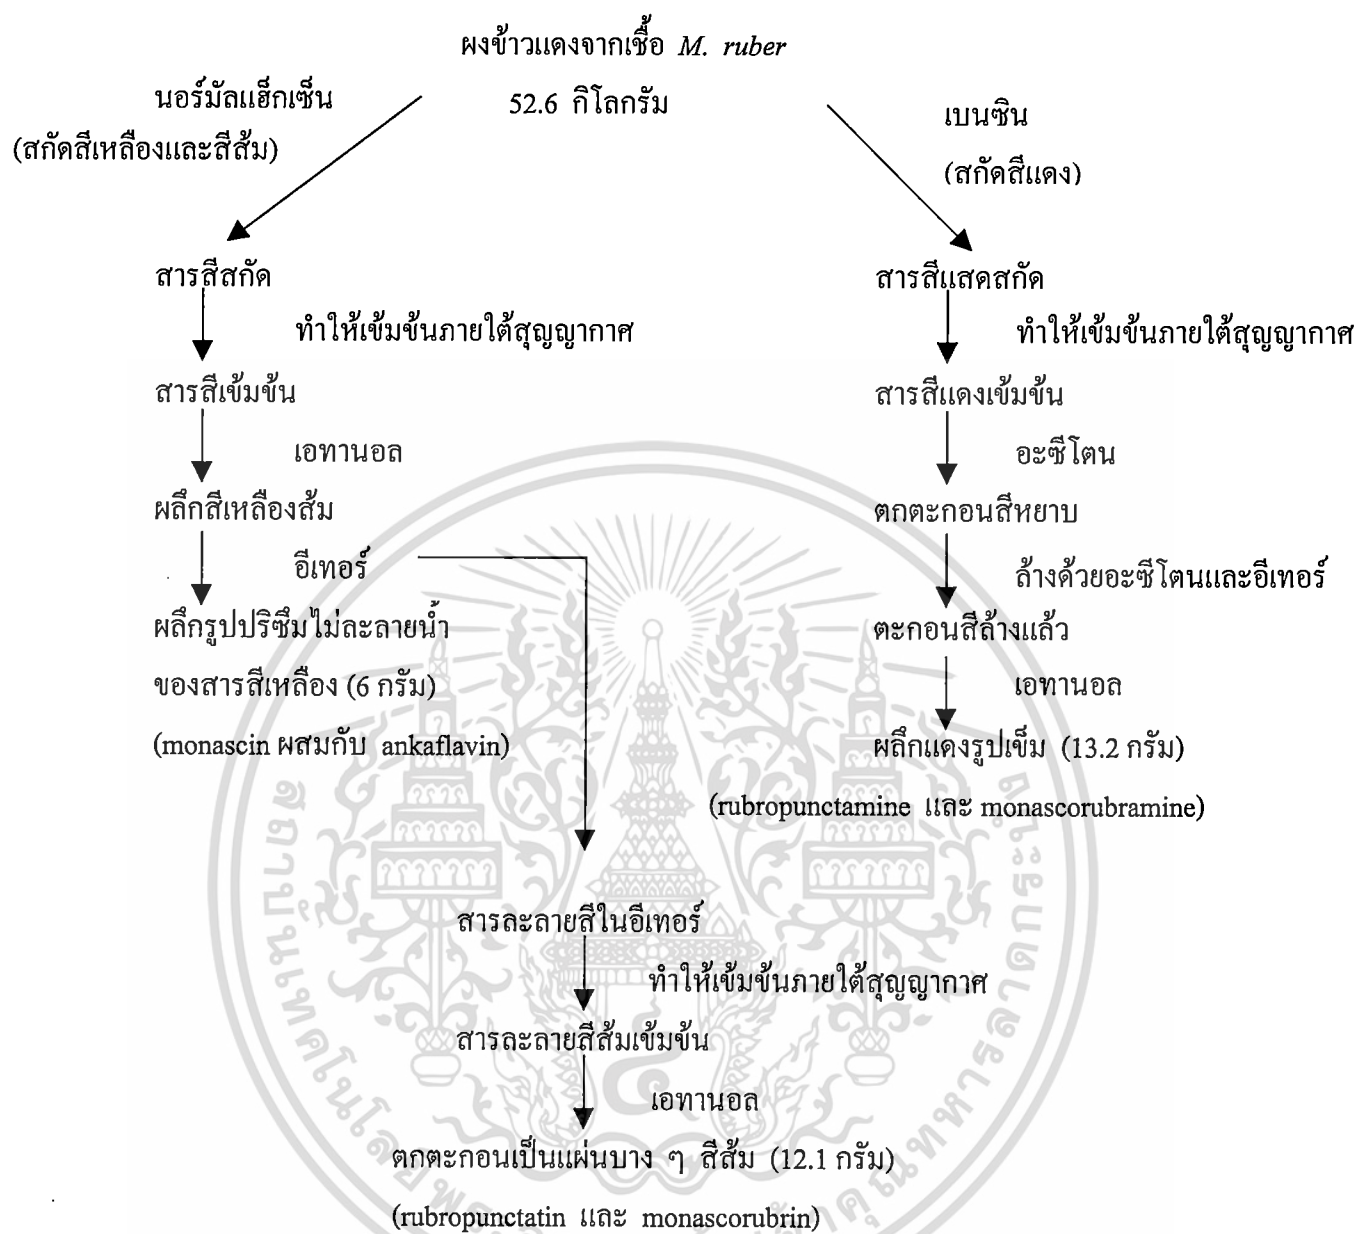 ผงข้าวแดงจากเชื้อ M. ruber
52.6 กิโลกรัม
นอร์มัลแฮ็กเซ็น
(สกัดสีเหลืองและสีส้ม)
เบนซิน
(สกัดสีแดง)
สารสีสกัด
ทำให้เข้มข้นภายใต้สุญญากาศ
สารสีเข้มข้น
เอทานอล
ผลึกสีเหลืองส้ม
อีเทอร์
ผลึกรูปปริซึมไม่ละลายน้ำ
ของสารสีเหลือง (6 กรัม)
(monascin ผสมกับ ankaflavin)
สารสีแสดสกัด
ทำให้เข้มข้นภายใต้สุญญากาศ
สารสีแดงเข้มข้น
อะซีโตน
ตกตะกอนสีหยาบ
ล้างด้วยอะซีโตนและอีเทอร์
ตะกอนสีล้างแล้ว
เอทานอล
ผลึกแดงรูปเข็ม (13.2 กรัม)
(rubropunctamine และ monascorubramine)
สารละลายสีในอีเทอร์
ทำให้เข้มข้นภายใต้สุญญากาศ
สารละลายสีส้มเข้มข้น
เอทานอล
ตกตะกอนเป็นแผ่นบาง ๆ สีส้ม (12.1 กรัม)
(rubropunctatin และ monascorubrin)